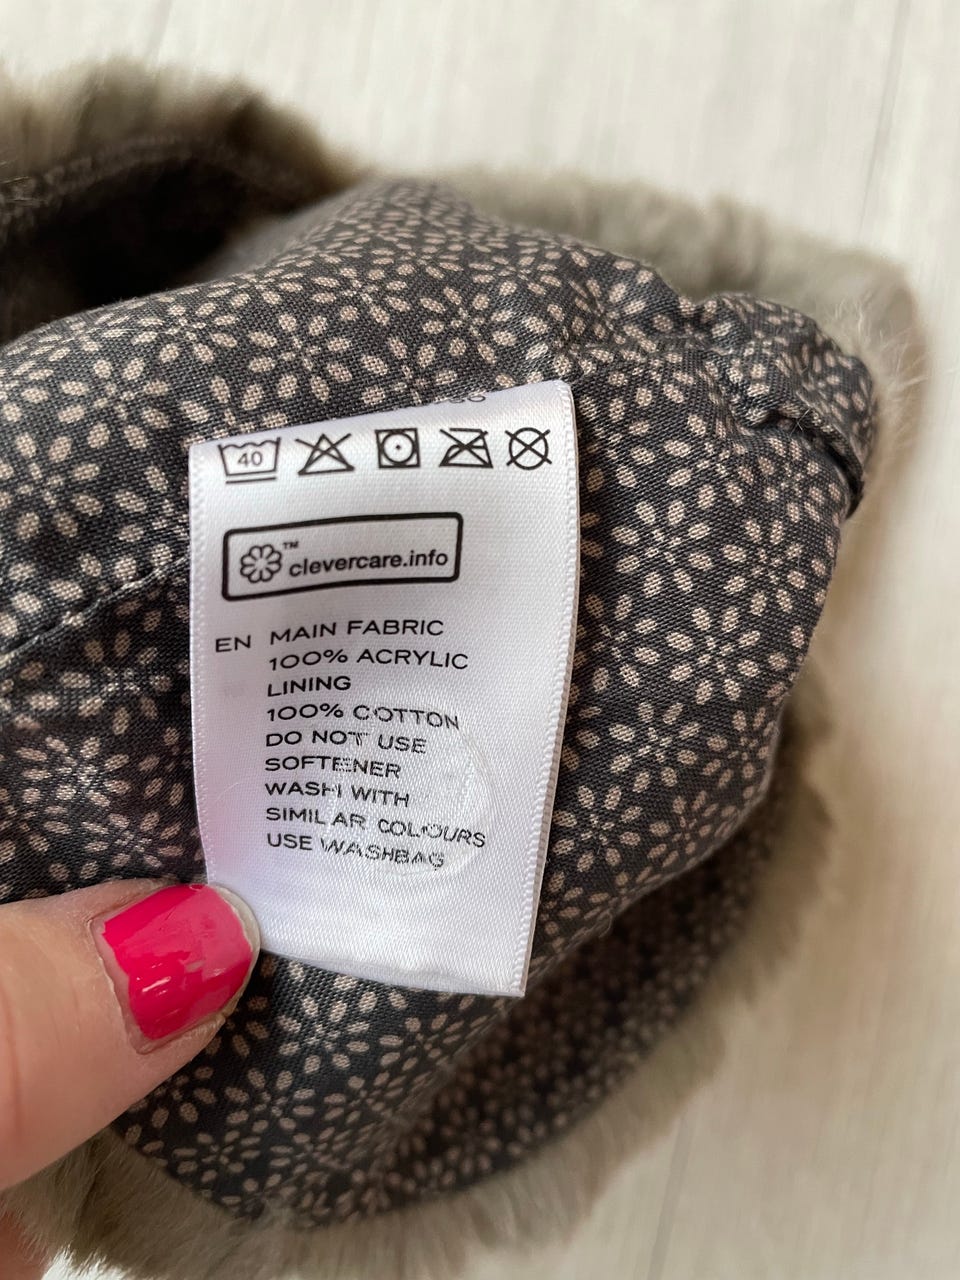 40
™
clevercare.info
EN MAIN FABRIC
100% ACRYLIC
LINING
100% COTTON
DO NOT USE
SOFTENER
WASH WITH
SIMILAR COLOURS
USE WASHBAG